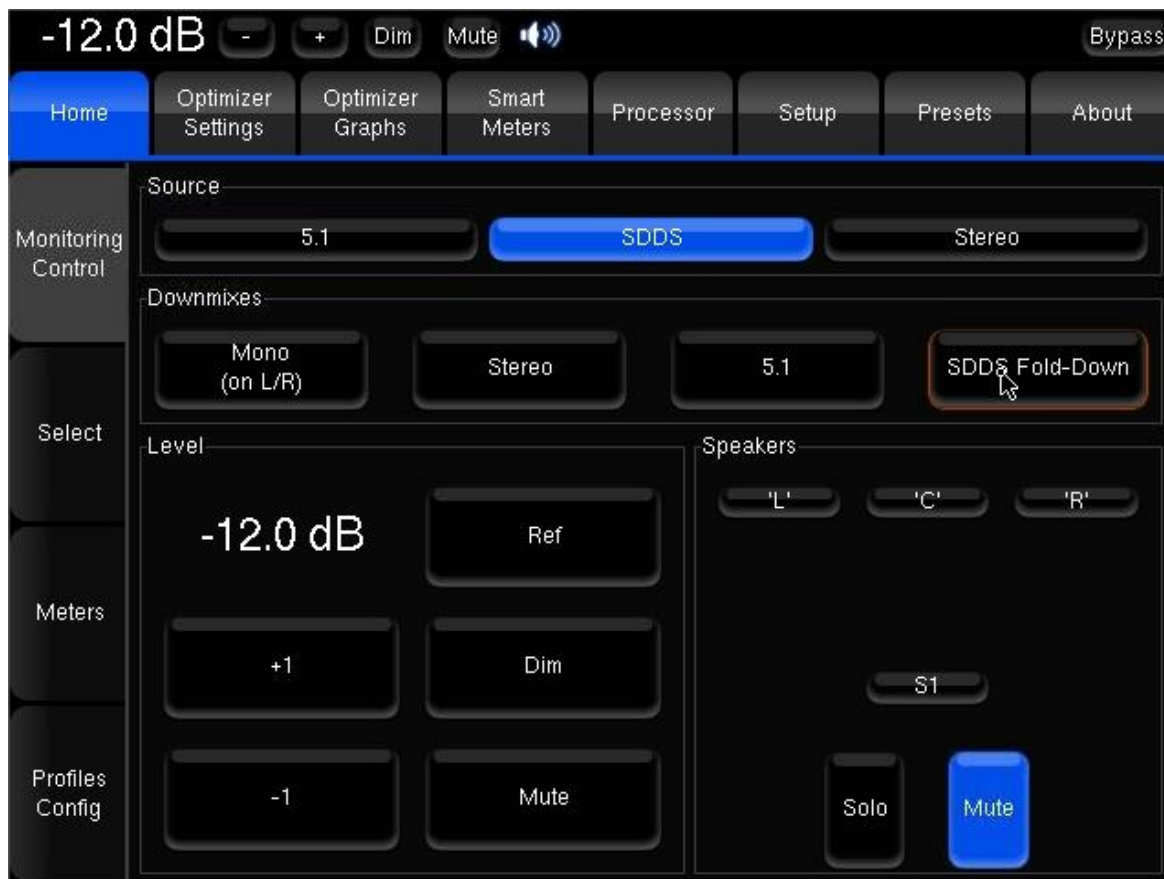 -12.0 dB - + Dim Mute Bypass
Home Optimizer Settings Optimizer Graphs Smart Meters Processor Setup Presets About
Monitoring Control
Select
Meters
Profiles Config
Source
5.1 SDDS Stereo
Downmixes
Mono (on L/R) Stereo 5.1 SDDS Fold-Down
Level
-12.0 dB Ref
+1 Dim
-1 Mute
Speakers
'L' 'C' 'R'
S1
Solo Mute